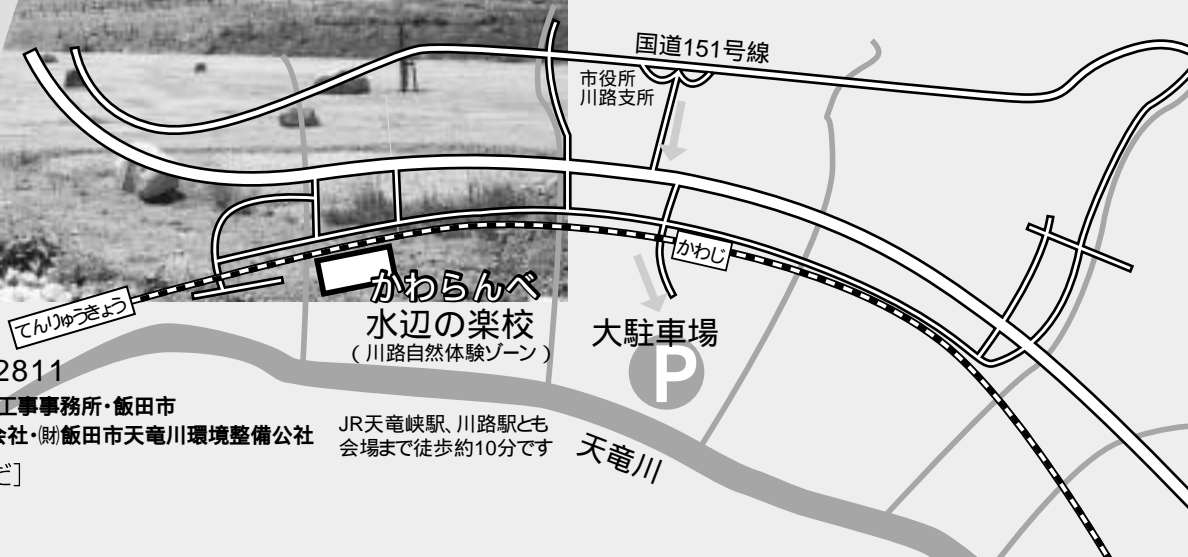 国道151号線
市役所
川路支所
かわじ
てんりゅうきょう
かわらんべ
水辺の楽校
(川路自然体験ゾーン)
大駐車場
P
2811
工事事務所・飯田市
会社・㈶飯田市天竜川環境整備公社
だ]
JR天竜峡駅、川路駅とも
会場まで徒歩約10分です
天竜川